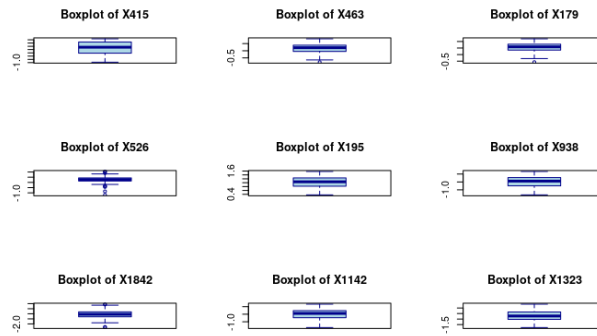 Boxplot of X415
Boxplot of X463
Boxplot of X179
-1.0
-0.5
-0.5
Boxplot of X526
Boxplot of X195
Boxplot of X938
-1.0
0.4 1.6
-1.0
Boxplot of X1842
Boxplot of X1142
Boxplot of X1323
-2.0
-1.0
-1.5